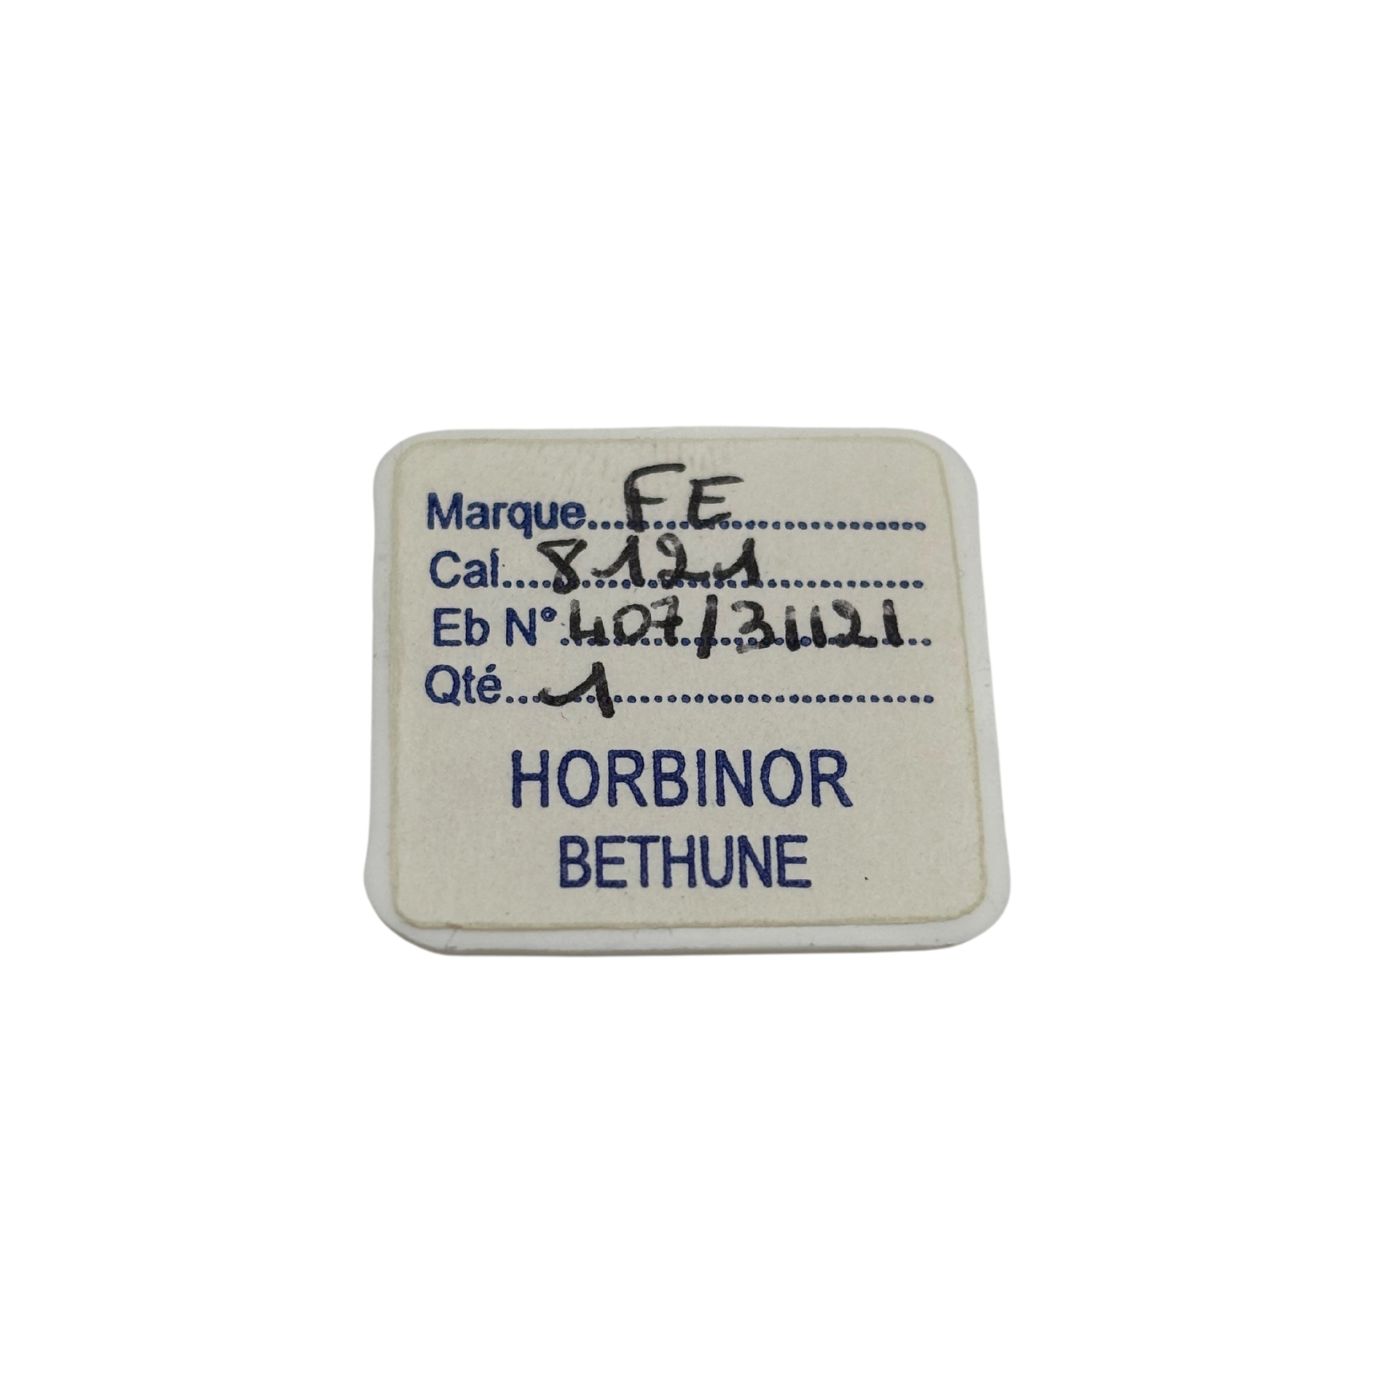 Marque......FE..................
Cal....8121................
Eb N°.407/31121..
Qté....1........................
HORBINOR
BETHUNE